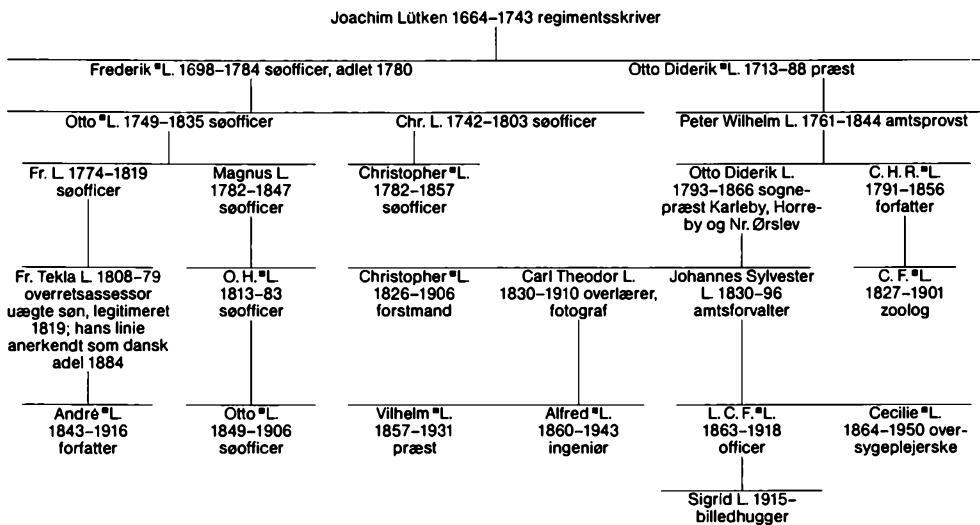 Joachim Lütken 1664–1743 regimentsskriver
Frederik ■L. 1698–1784 søofficer, adlet 1780
Otto Diderik ■L. 1713–88 præst
Otto ■L. 1749–1835 søofficer
Chr. L. 1742–1803 søofficer
Peter Wilhelm L. 1761–1844 amtsprovst
Fr. L. 1774–1819
søofficer
Magnus L.
1782–1847
søofficer
Christopher ■L.
1782–1857
søofficer
Otto Diderik L.
1793–1866 sogne-
præst Karleby, Horre-
by og Nr. Ørslev
C. H. R. ■L.
1791–1856
forfatter
Fr. Tekla L. 1808–79
overretsassessor
uægte søn, legitimeret
1819; hans linie
anerkendt som dansk
adel 1884
O. H. ■L.
1813–83
søofficer
Christopher ■L.
1826–1906
forstmand
Carl Theodor L.
1830–1910 overlærer,
fotograf
Johannes Sylvester
L. 1830–96
amtsforvalter
C. F. ■L.
1827–1901
zoolog
André ■L.
1843–1916
forfatter
Otto ■L.
1849–1906
søofficer
Vilhelm ■L.
1857–1931
præst
Alfred ■L.
1860–1943
ingeniør
L. C. F. ■L.
1863–1918
officer
Cecilie ■L.
1864–1950 over-
sygeplejerske
Sigrid L. 1915–
billedhugger